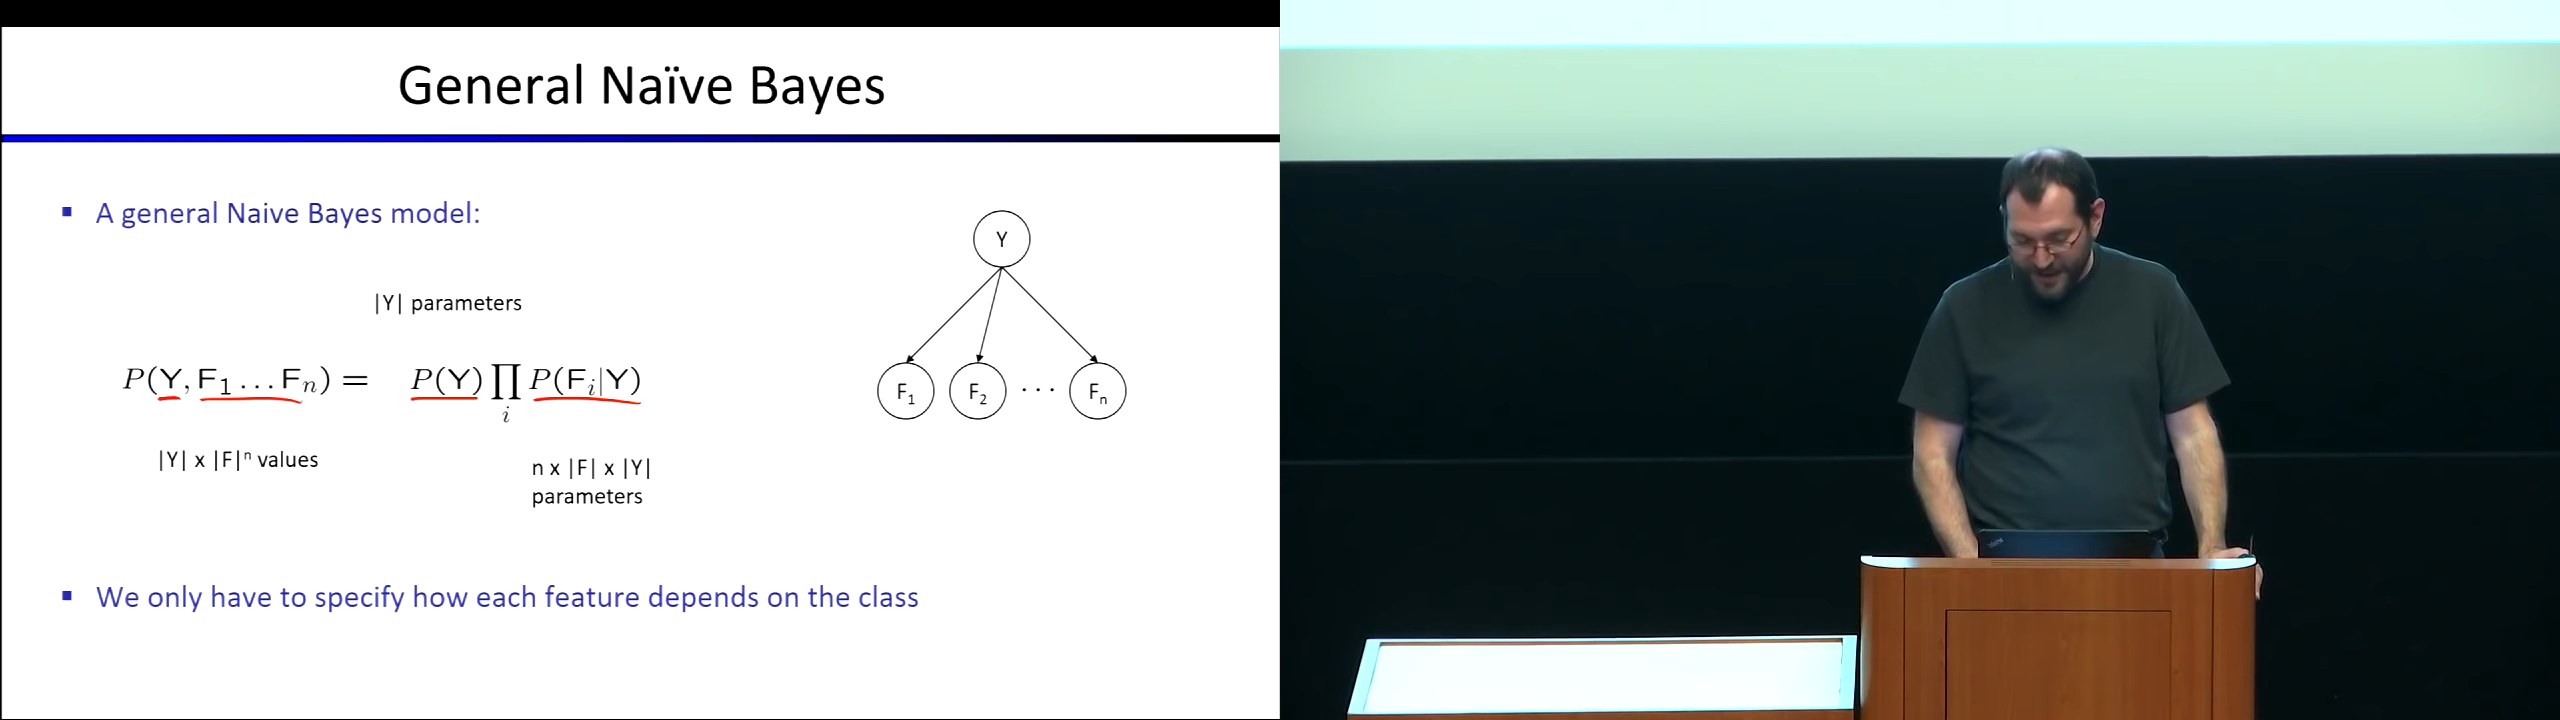 General Naïve Bayes
▪ A general Naive Bayes model:
|Y| parameters
P(Y, F₁ … Fₙ) = P(Y) ∏ᵢ P(Fᵢ|Y)
|Y| x |F|ⁿ values
n x |F| x |Y|
parameters
Y
F₁ F₂ ··· Fₙ
▪ We only have to specify how each feature depends on the class